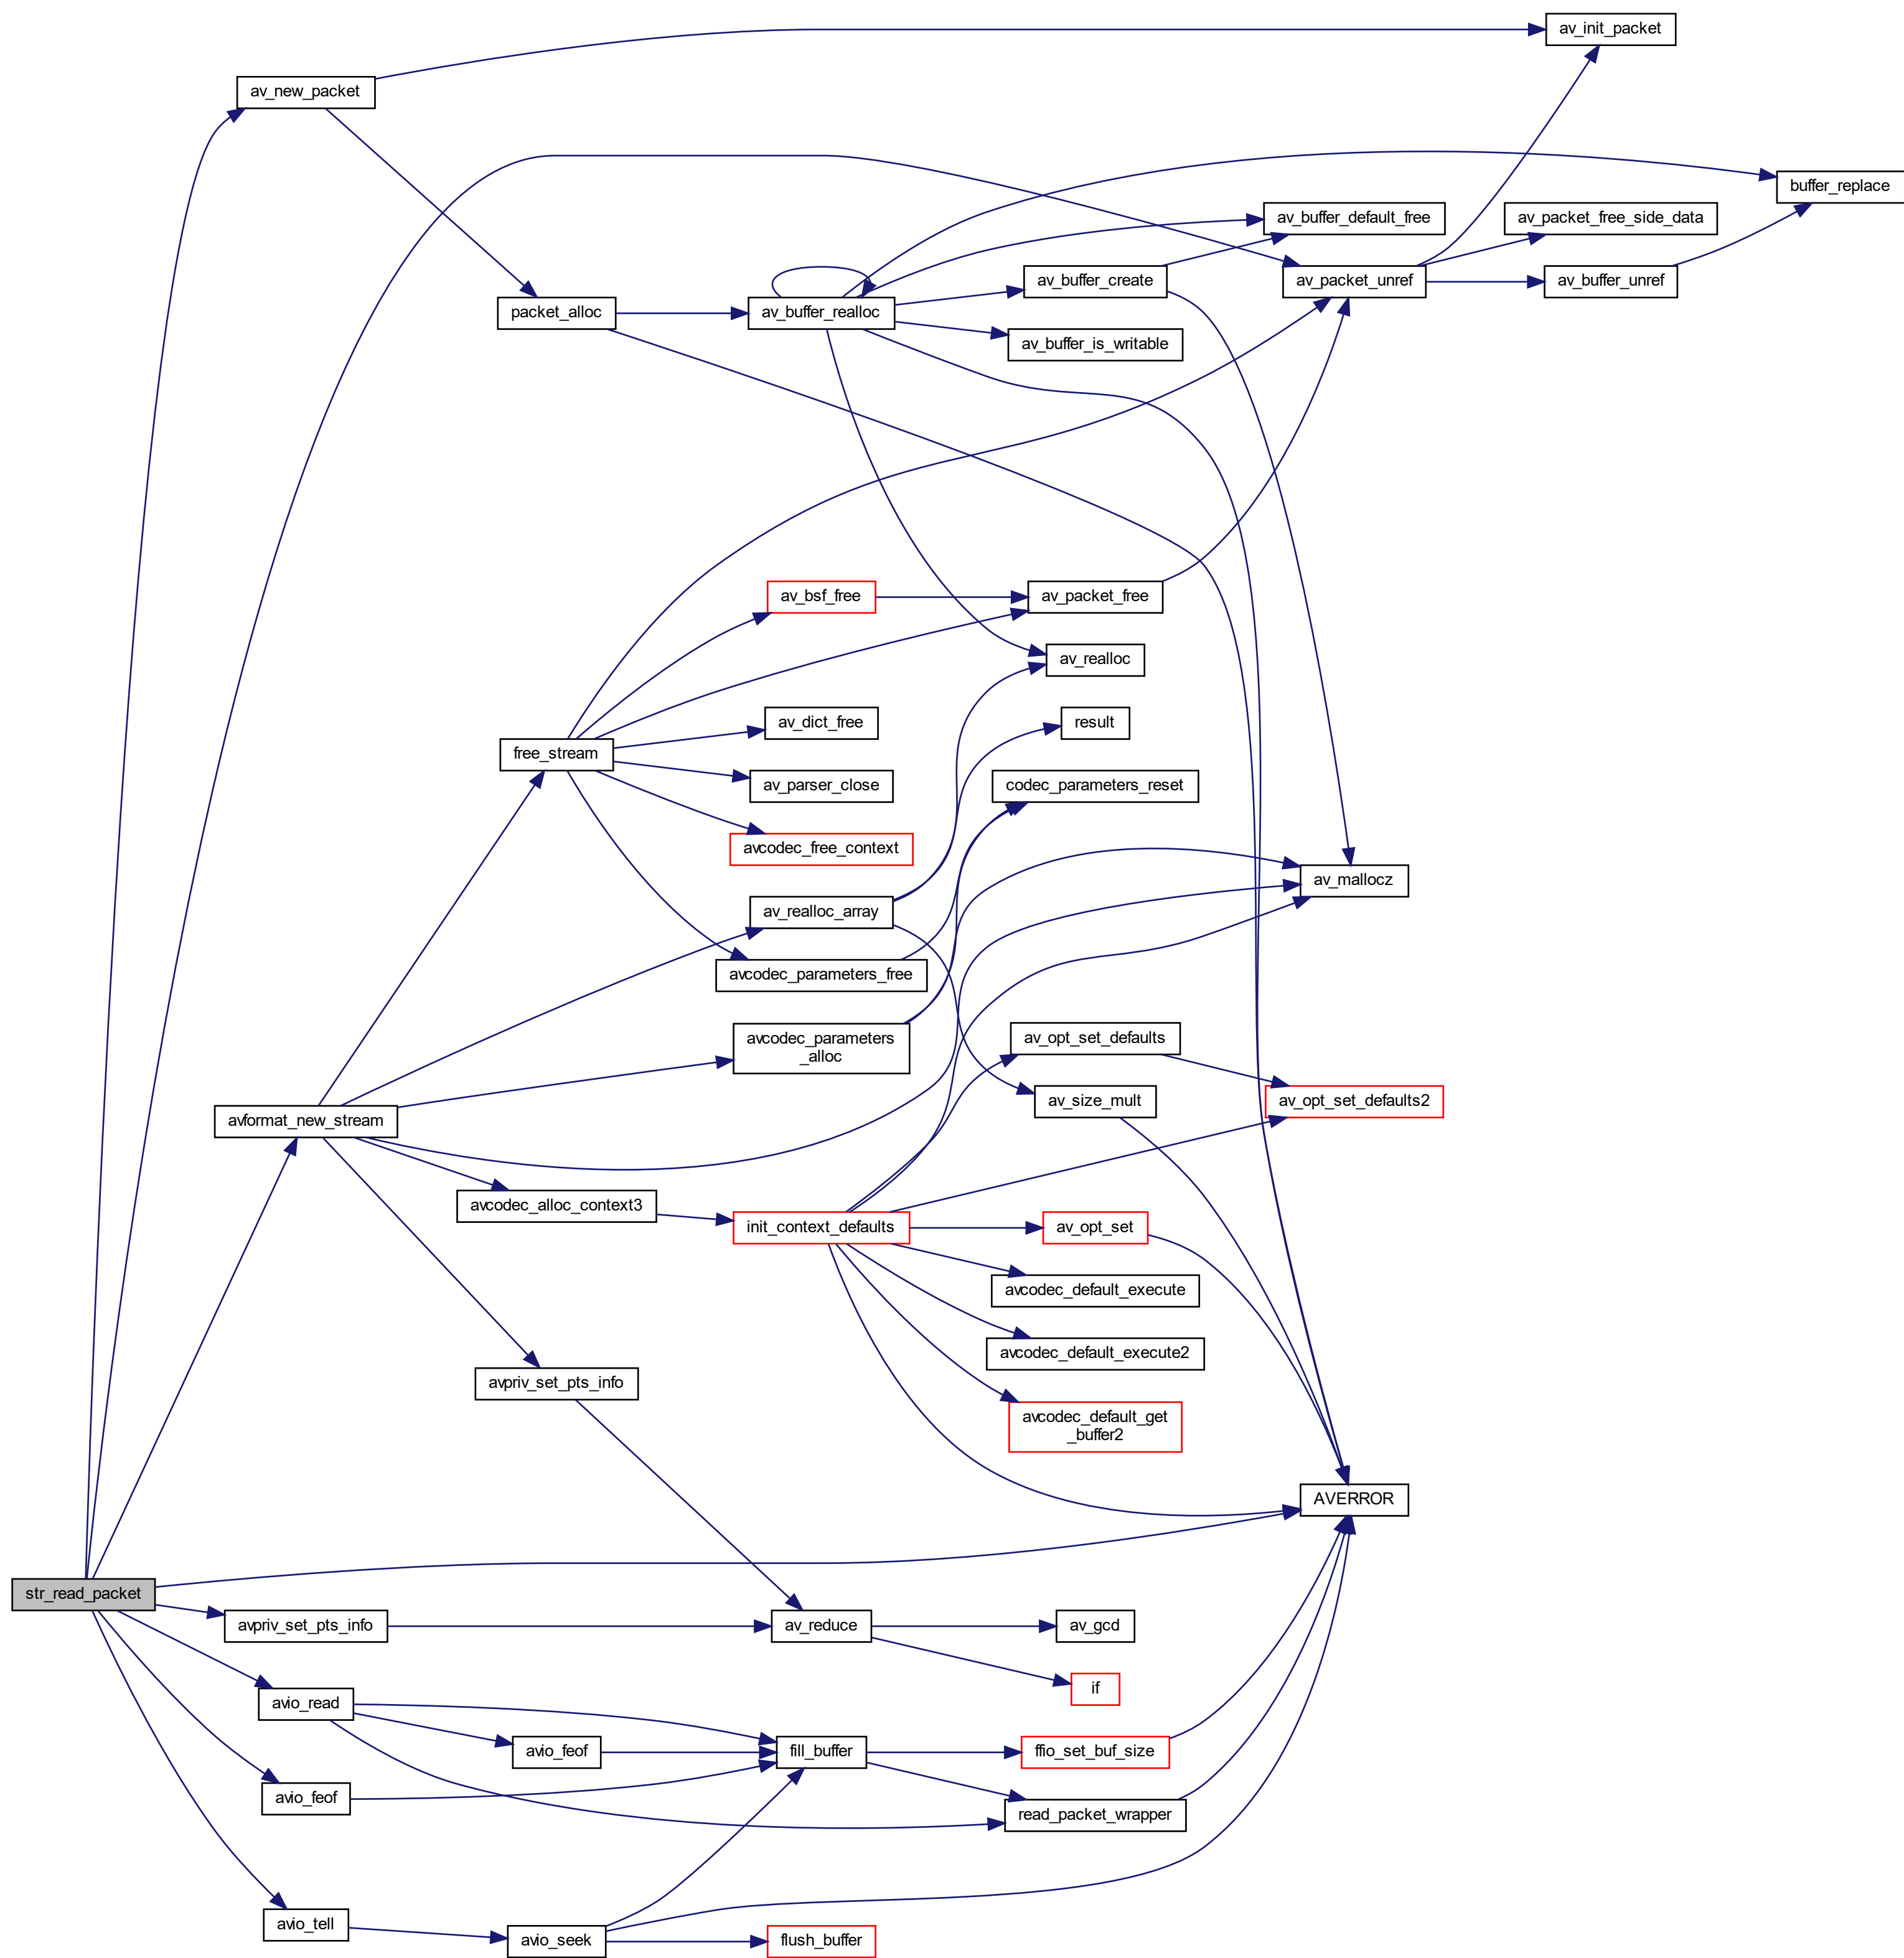 av_init_packet
av_new_packet
buffer_replace
av_buffer_default_free
av_packet_free_side_data
av_buffer_create
av_packet_unref
av_buffer_unref
packet_alloc
av_buffer_realloc
av_buffer_is_writable
av_bsf_free
av_packet_free
av_realloc
av_dict_free
result
free_stream
av_parser_close
codec_parameters_reset
avcodec_free_context
av_mallocz
av_realloc_array
avcodec_parameters_free
avcodec_parameters
_alloc
av_opt_set_defaults
av_size_mult
av_opt_set_defaults2
avformat_new_stream
avcodec_alloc_context3
init_context_defaults
av_opt_set
avcodec_default_execute
avcodec_default_execute2
avpriv_set_pts_info
avcodec_default_get
_buffer2
AVERROR
str_read_packet
avpriv_set_pts_info
av_reduce
av_gcd
if
avio_read
avio_feof
fill_buffer
ffio_set_buf_size
avio_feof
read_packet_wrapper
avio_tell
avio_seek
flush_buffer